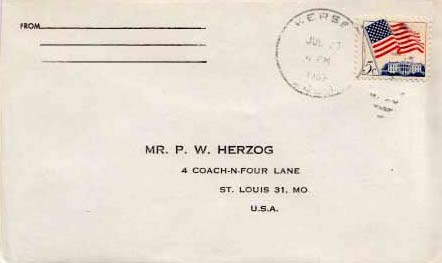 FROM
JUL
PM
5c
MR. P. W. HERZOG
4 COACH-N-FOUR LANE
ST. LOUIS 31, MO.
U.S.A.